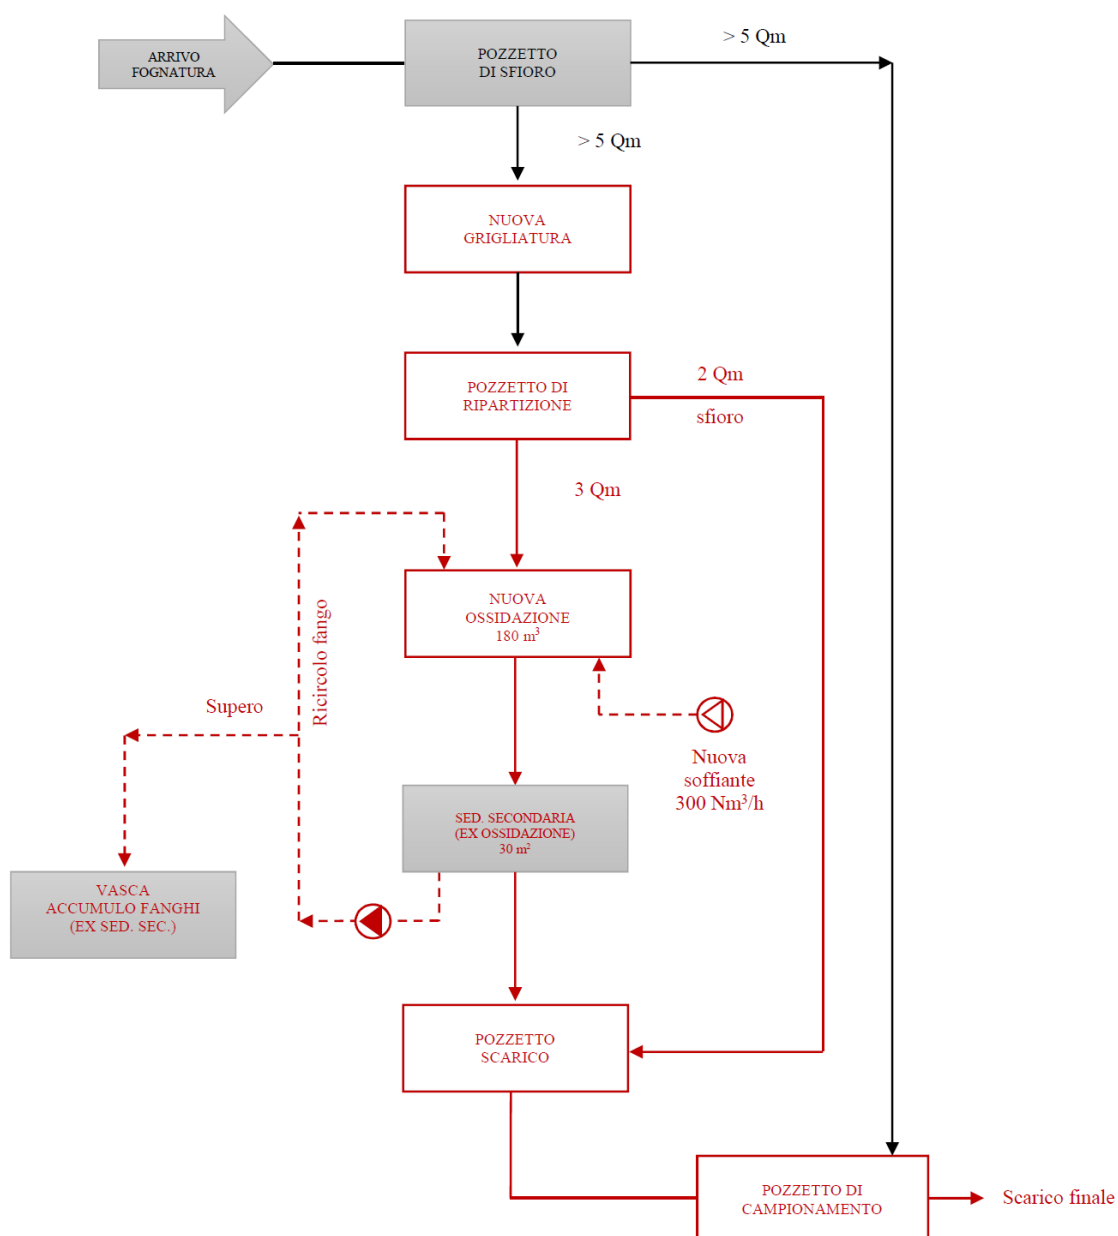 ARRIVO
FOGNATURA
POZZETTO
DI SFIORO
> 5 Qm
> 5 Qm
NUOVA
GRIGLIATURA
POZZETTO DI
RIPARTIZIONE
2 Qm
sfioro
3 Qm
NUOVA
OSSIDAZIONE
180 m³
Ricircolo fango
Supero
Nuova
soffiante
300 Nm³/h
SED. SECONDARIA
(EX OSSIDAZIONE)
30 m²
VASCA
ACCUMULO FANGHI
(EX SED. SEC.)
POZZETTO
SCARICO
POZZETTO DI
CAMPIONAMENTO
Scarico finale